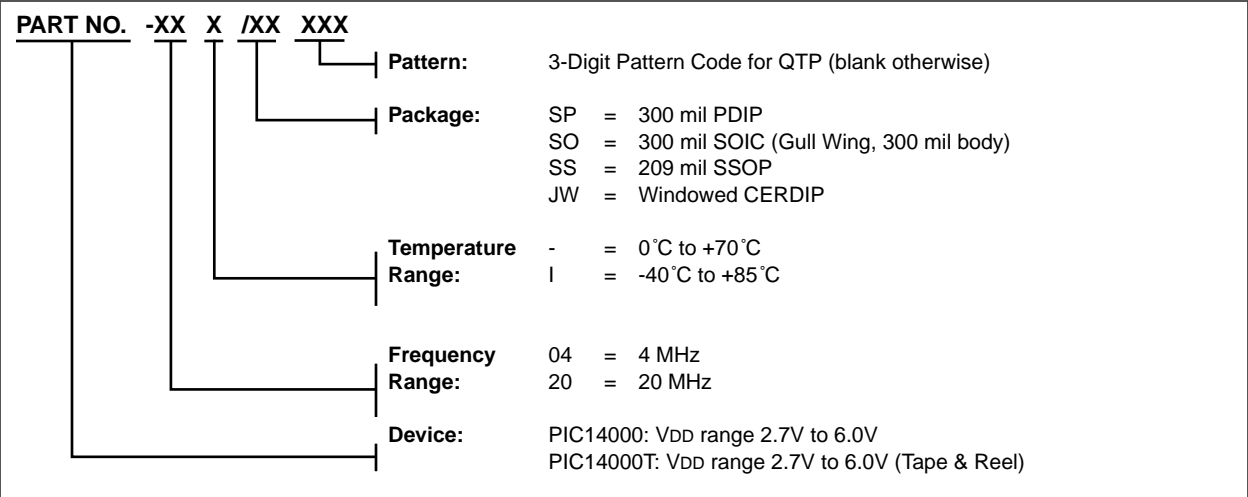 PART NO. -XX X /XX XXX
Pattern: 3-Digit Pattern Code for QTP (blank otherwise)
Package: SP = 300 mil PDIP
SO = 300 mil SOIC (Gull Wing, 300 mil body)
SS = 209 mil SSOP
JW = Windowed CERDIP
Temperature - = 0˚C to +70˚C
Range: I = -40˚C to +85˚C
Frequency 04 = 4 MHz
Range: 20 = 20 MHz
Device: PIC14000: VDD range 2.7V to 6.0V
PIC14000T: VDD range 2.7V to 6.0V (Tape & Reel)